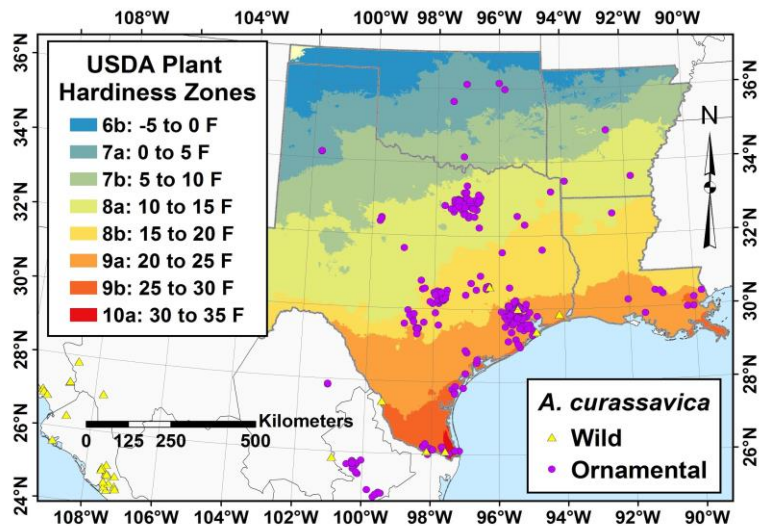 108°W 106°W 100°W 98°W 96°W 94°W 92°W 90°W
USDA Plant
Hardiness Zones
6b: -5 to 0 F
7a: 0 to 5 F
7b: 5 to 10 F
8a: 10 to 15 F
8b: 15 to 20 F
9a: 20 to 25 F
9b: 25 to 30 F
10a: 30 to 35 F
36°N
34°N
32°N
30°N
28°N
26°N
24°N
N
36°N
34°N
32°N
30°N
28°N
26°N
Kilometers
0 125 250 500
A. curassavica
Wild
Ornamental
108°W 106°W 104°W 102°W 100°W 98°W 96°W 94°W 92°W 90°W